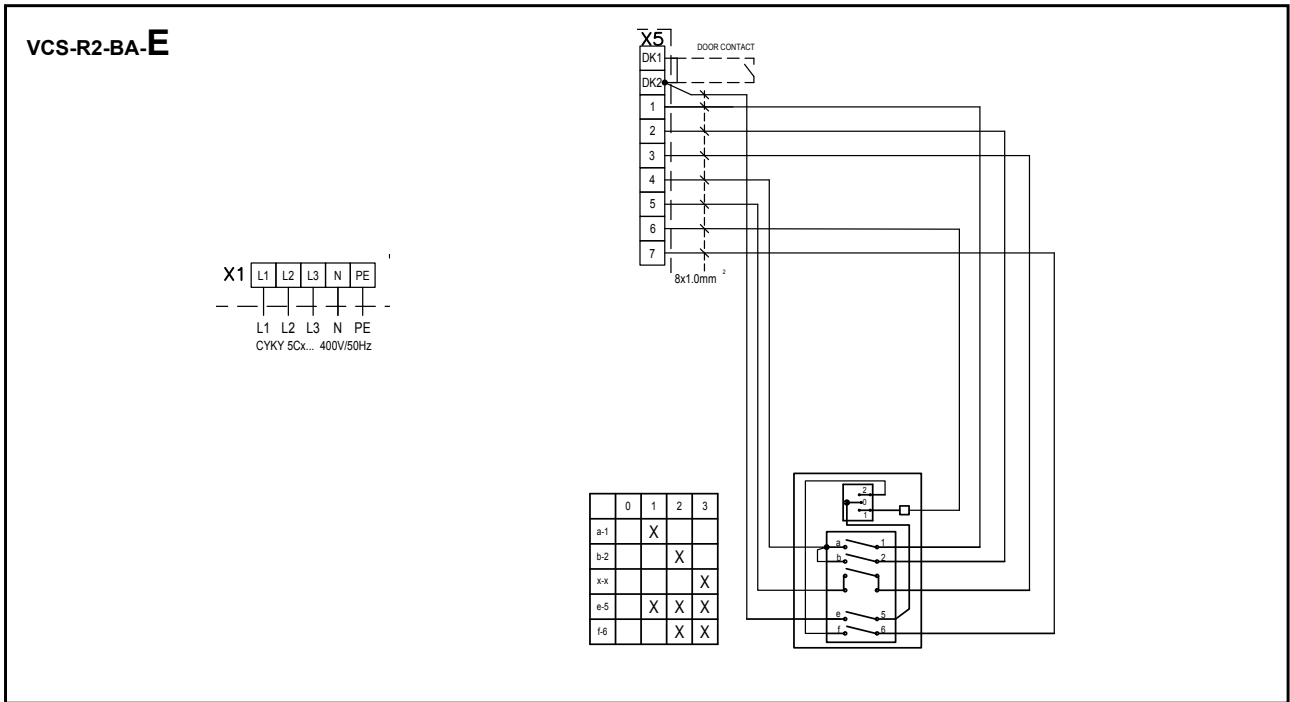 VCS-R2-BA-E
X5
DOOR CONTACT
DK1
DK2
1
2
3
4
5
6
7
8x1.0mm²
X1 L1 L2 L3 N PE
L1 L2 L3 N PE
CYKY 5Cx... 400V/50Hz
0 1 2 3
a-1 X
b-2 X
x-x X
e-5 X X X
f-6 X X
2
0
1
a 1
b 2
e 5
f 6